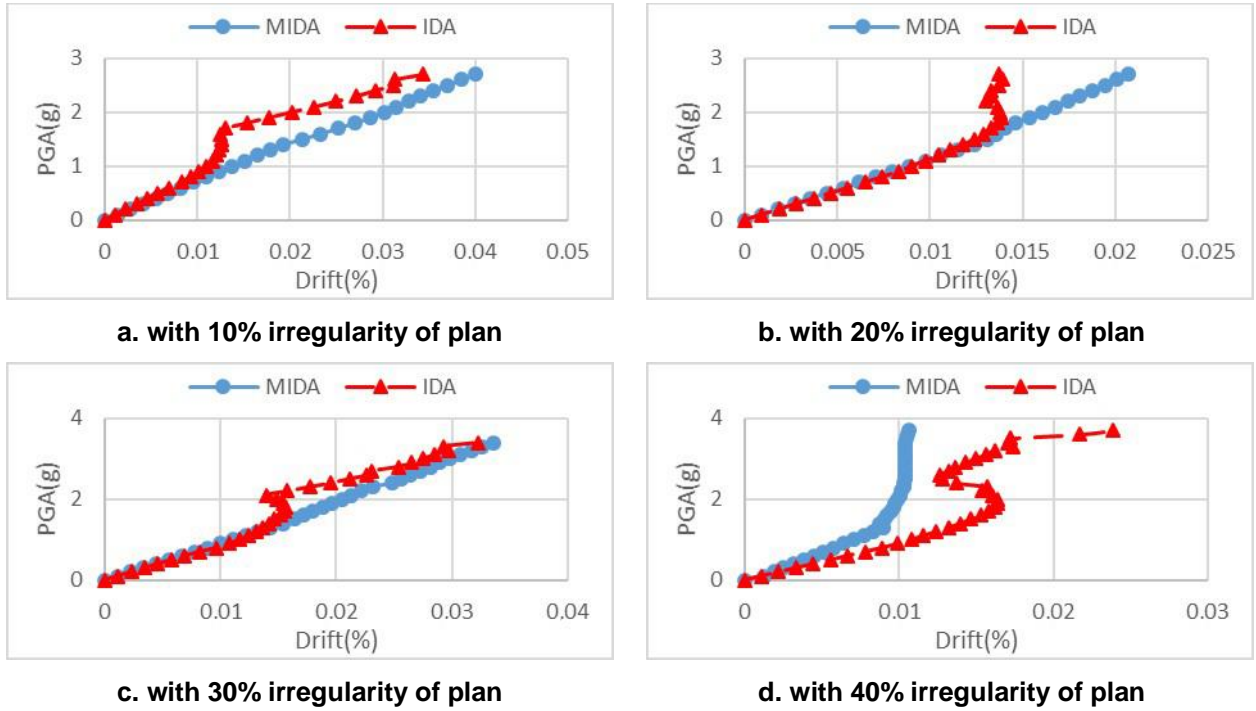 MIDA IDA
PGA(g)
3
2
1
0
0 0.01 0.02 0.03 0.04 0.05
Drift(%)
a. with 10% irregularity of plan
MIDA IDA
PGA(g)
3
2
1
0
0 0.005 0.01 0.015 0.02 0.025
Drift(%)
b. with 20% irregularity of plan
MIDA IDA
PGA(g)
4
2
0
0 0.01 0.02 0.03 0.04
Drift(%)
c. with 30% irregularity of plan
MIDA IDA
PGA(g)
4
2
0
0 0.01 0.02 0.03
Drift(%)
d. with 40% irregularity of plan